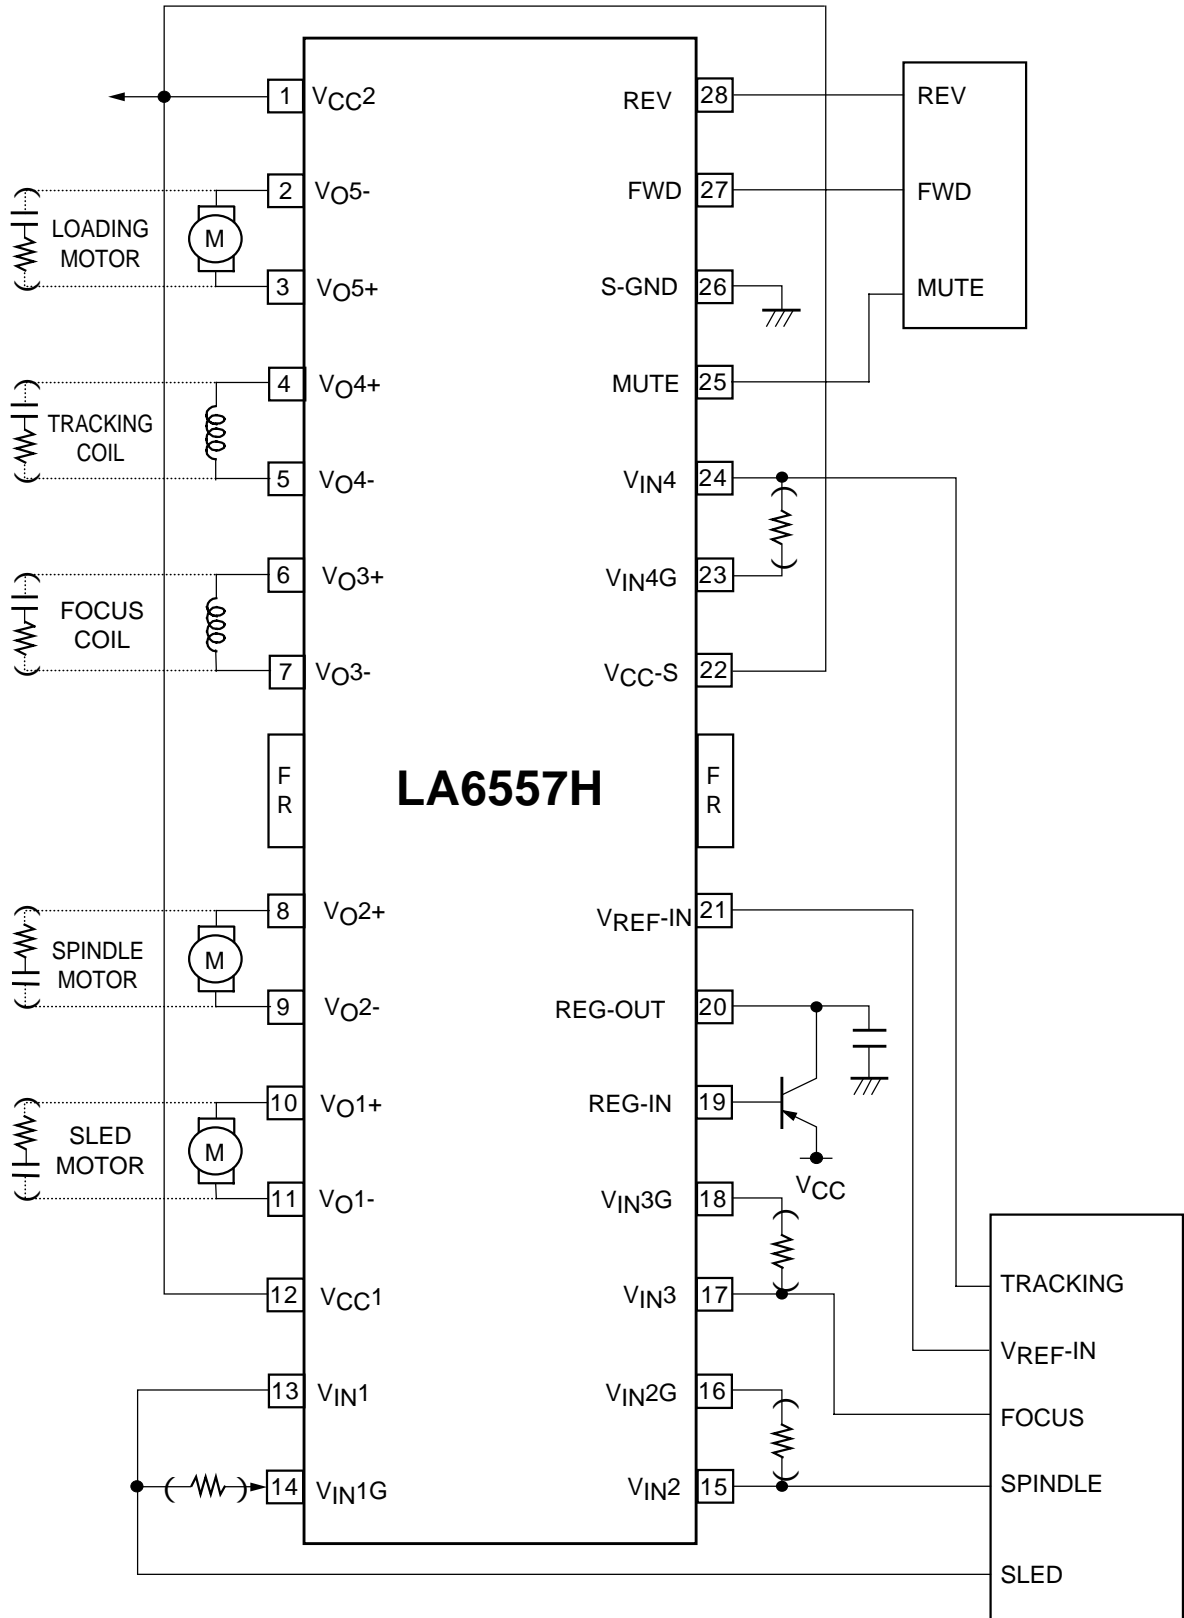 1 VCC2
REV 28
REV
2 VO5-
FWD 27
FWD
LOADING
MOTOR
M
3 VO5+
S-GND 26
MUTE
4 VO4+
MUTE 25
TRACKING
COIL
5 VO4-
VIN4 24
6 VO3+
VIN4G 23
FOCUS
COIL
7 VO3-
VCC-S 22
F
R
LA6557H
F
R
8 VO2+
VREF-IN 21
SPINDLE
MOTOR
M
9 VO2-
REG-OUT 20
10 VO1+
REG-IN 19
SLED
MOTOR
M
VCC
11 VO1-
VIN3G 18
12 VCC1
VIN3 17
TRACKING
VREF-IN
13 VIN1
VIN2G 16
FOCUS
14 VIN1G
VIN2 15
SPINDLE
SLED